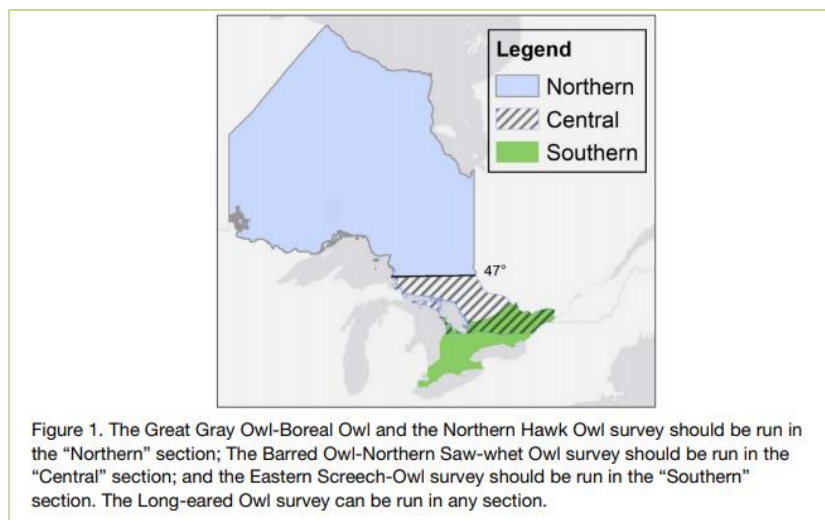 Legend
Northern
Central
Southern
47°
Figure 1. The Great Gray Owl-Boreal Owl and the Northern Hawk Owl survey should be run in
the “Northern” section; The Barred Owl-Northern Saw-whet Owl survey should be run in the
“Central” section; and the Eastern Screech-Owl survey should be run in the “Southern”
section. The Long-eared Owl survey can be run in any section.